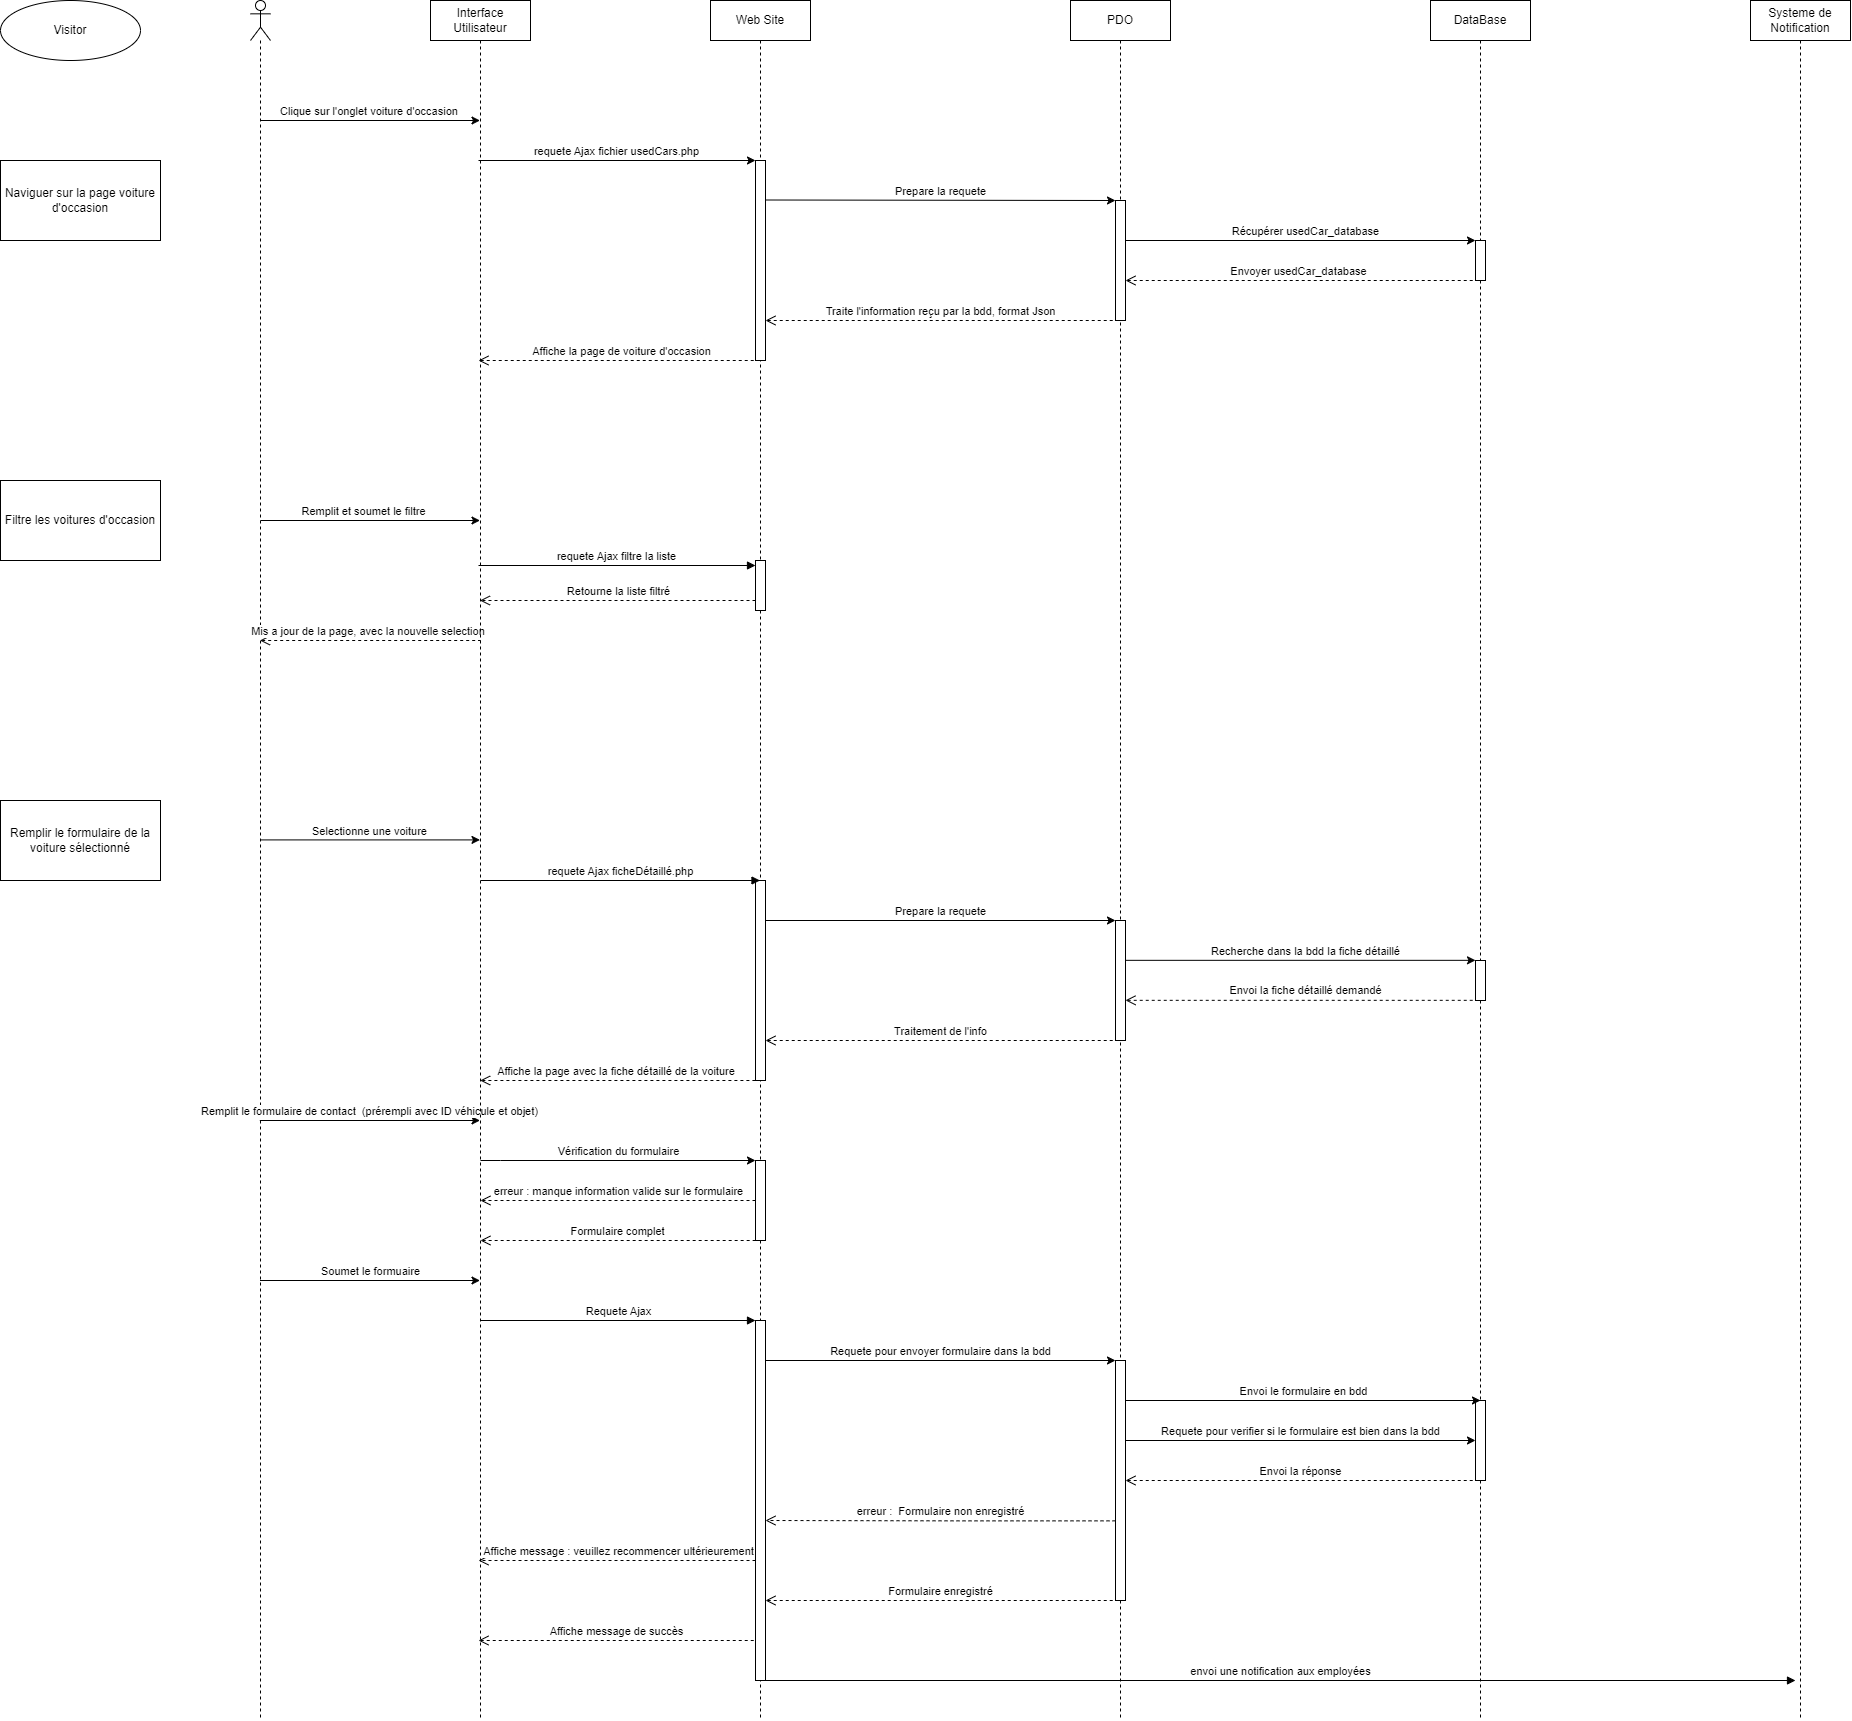 Visitor
Interface
Utilisateur
Web Site
PDO
DataBase
Systeme de
Notification
Clique sur l'onglet voiture d'occasion
requete Ajax fichier usedCars.php
Naviguer sur la page voiture
d'occasion
Prepare la requete
Récupérer usedCar_database
Envoyer usedCar_database
Traite l'information reçu par la bdd, format Json
Affiche la page de voiture d'occasion
Filtre les voitures d'occasion
Remplit et soumet le filtre
requete Ajax filtre la liste
Retourne la liste filtré
Mis a jour de la page, avec la nouvelle selection
Remplir le formulaire de la
voiture sélectionné
Selectionne une voiture
requete Ajax ficheDétaillé.php
Prepare la requete
Recherche dans la bdd la fiche détaillé
Envoi la fiche détaillé demandé
Traitement de l'info
Affiche la page avec la fiche détaillé de la voiture
Remplit le formulaire de contact  (prérempli avec ID véhicule et objet)
Vérification du formulaire
erreur : manque information valide sur le formulaire
Formulaire complet
Soumet le formuaire
Requete Ajax
Requete pour envoyer formulaire dans la bdd
Envoi le formulaire en bdd
Requete pour verifier si le formulaire est bien dans la bdd
Envoi la réponse
erreur :  Formulaire non enregistré
Affiche message : veuillez recommencer ultérieurement
Formulaire enregistré
Affiche message de succès
envoi une notification aux employées